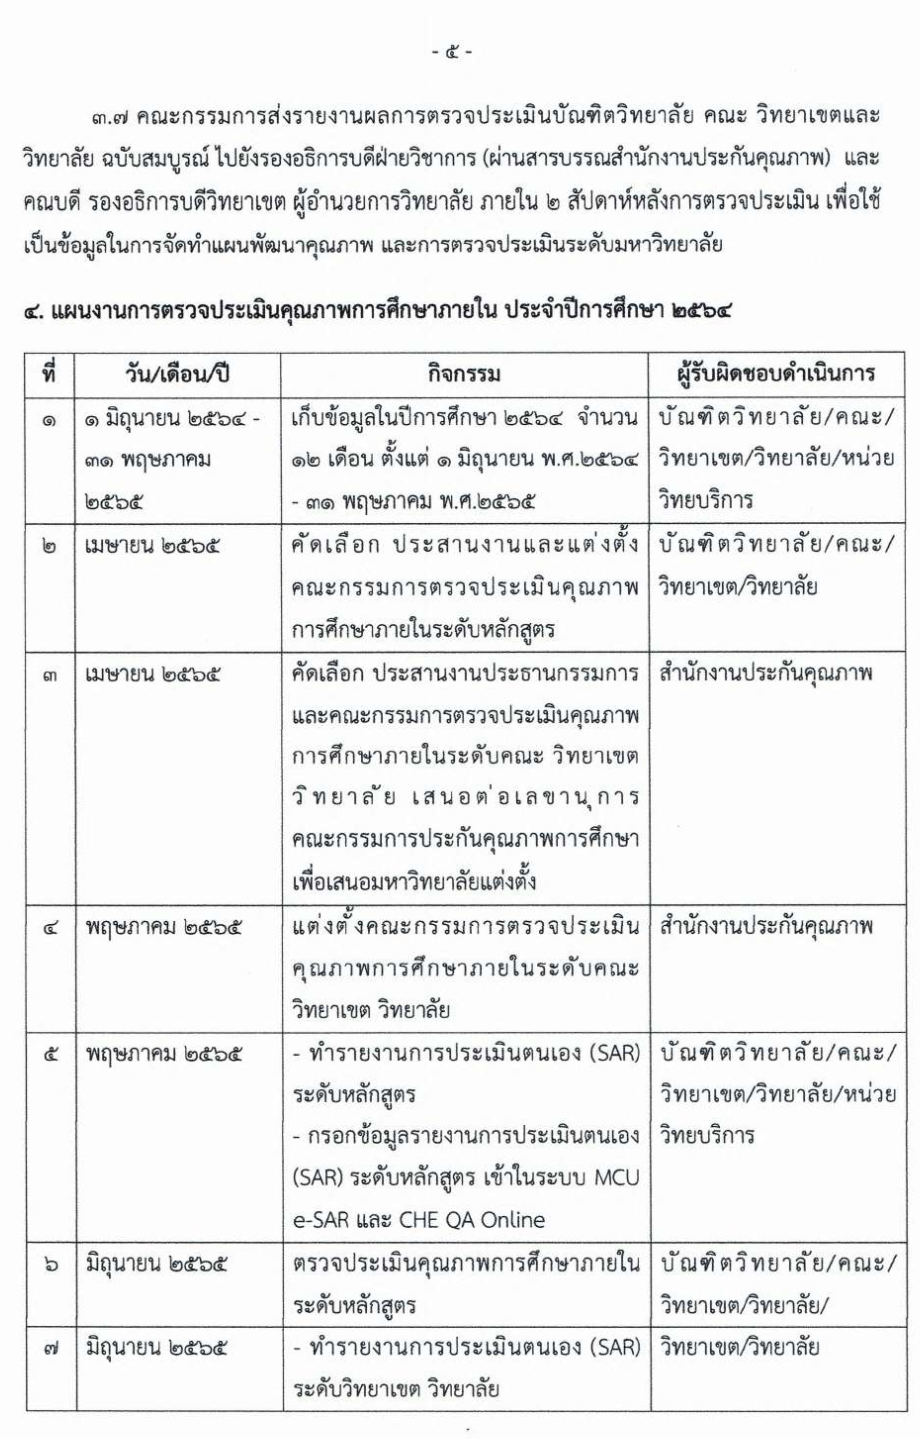 - ๕ -
๓.๗ คณะกรรมการส่งรายงานผลการตรวจประเมินบัณฑิตวิทยาลัย คณะ วิทยาเขตและ
วิทยาลัย ฉบับสมบูรณ์ ไปยังรองอธิการบดีฝ่ายวิชาการ (ผ่านสารบรรณสำนักงานประกันคุณภาพ) และ
คณบดี รองอธิการบดีวิทยาเขต ผู้อำนวยการวิทยาลัย ภายใน ๒ สัปดาห์หลังการตรวจประเมิน เพื่อใช้
เป็นข้อมูลในการจัดทำแผนพัฒนาคุณภาพ และการตรวจประเมินระดับมหาวิทยาลัย
๔. แผนงานการตรวจประเมินคุณภาพการศึกษาภายใน ประจำปีการศึกษา ๒๕๖๔
ที่ วัน/เดือน/ปี กิจกรรม ผู้รับผิดชอบดำเนินการ
๑ ๑ มิถุนายน ๒๕๖๔ - เก็บข้อมูลในปีการศึกษา ๒๕๖๔ จำนวน บัณฑิตวิทยาลัย/คณะ/
๓๑ พฤษภาคม ๑๒ เดือน ตั้งแต่ ๑ มิถุนายน พ.ศ.๒๕๖๔ วิทยาเขต/วิทยาลัย/หน่วย
๒๕๖๕ - ๓๑ พฤษภาคม พ.ศ.๒๕๖๕ วิทยบริการ
๒ เมษายน ๒๕๖๕ คัดเลือก ประสานงานและแต่งตั้ง บัณฑิตวิทยาลัย/คณะ/
คณะกรรมการตรวจประเมินคุณภาพ วิทยาเขต/วิทยาลัย
การศึกษาภายในระดับหลักสูตร
๓ เมษายน ๒๕๖๕ คัดเลือก ประสานงานประธานกรรมการ สำนักงานประกันคุณภาพ
และคณะกรรมการตรวจประเมินคุณภาพ
การศึกษาภายในระดับคณะ วิทยาเขต
วิทยาลัย เสนอต่อเลขานุการ
คณะกรรมการประกันคุณภาพการศึกษา
เพื่อเสนอมหาวิทยาลัยแต่งตั้ง
๔ พฤษภาคม ๒๕๖๕ แต่งตั้งคณะกรรมการตรวจประเมิน สำนักงานประกันคุณภาพ
คุณภาพการศึกษาภายในระดับคณะ
วิทยาเขต วิทยาลัย
๕ พฤษภาคม ๒๕๖๕ - ทำรายงานการประเมินตนเอง (SAR) บัณฑิตวิทยาลัย/คณะ/
ระดับหลักสูตร วิทยาเขต/วิทยาลัย/หน่วย
- กรอกข้อมูลรายงานการประเมินตนเอง วิทยบริการ
(SAR) ระดับหลักสูตร เข้าในระบบ MCU
e-SAR และ CHE QA Online
๖ มิถุนายน ๒๕๖๕ ตรวจประเมินคุณภาพการศึกษาภายใน บัณฑิตวิทยาลัย/คณะ/
ระดับหลักสูตร วิทยาเขต/วิทยาลัย/
๗ มิถุนายน ๒๕๖๕ - ทำรายงานการประเมินตนเอง (SAR) วิทยาเขต/วิทยาลัย
ระดับวิทยาเขต วิทยาลัย